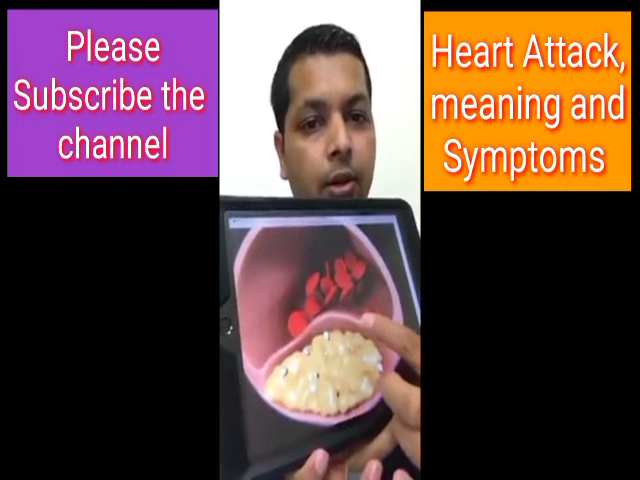 Please
Subscribe the
channel
Heart Attack,
meaning and
Symptoms